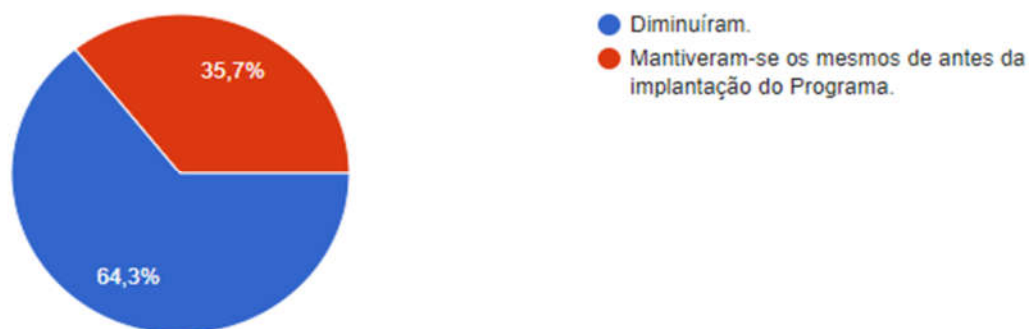 35,7%
64,3%
Diminuíram.
Mantiveram-se os mesmos de antes da
implantação do Programa.